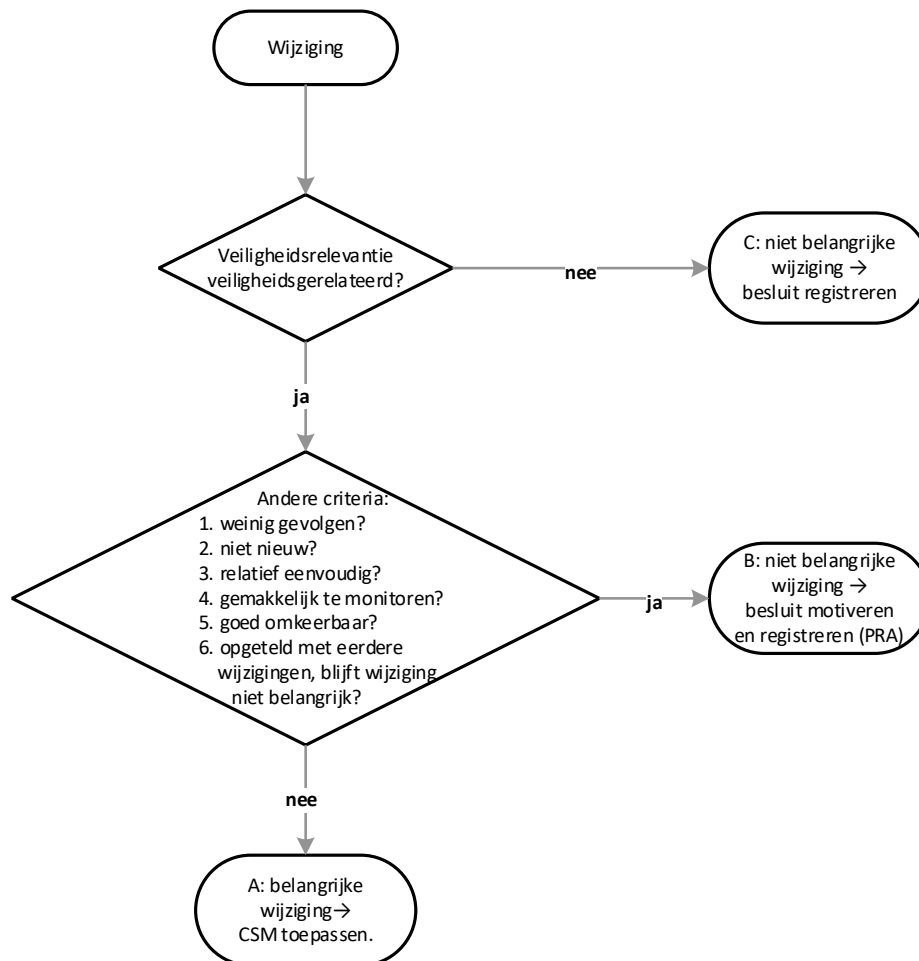 Wijziging
Veiligheidsrelevantie
veiligheidsgerelateerd?
nee
C: niet belangrijke
wijziging →
besluit registreren
ja
Andere criteria:
1. weinig gevolgen?
2. niet nieuw?
3. relatief eenvoudig?
4. gemakkelijk te monitoren?
5. goed omkeerbaar?
6. opgeteld met eerdere
wijzigingen, blijft wijziging
niet belangrijk?
ja
B: niet belangrijke
wijziging →
besluit motiveren
en registreren (PRA)
nee
A: belangrijke
wijziging→
CSM toepassen.